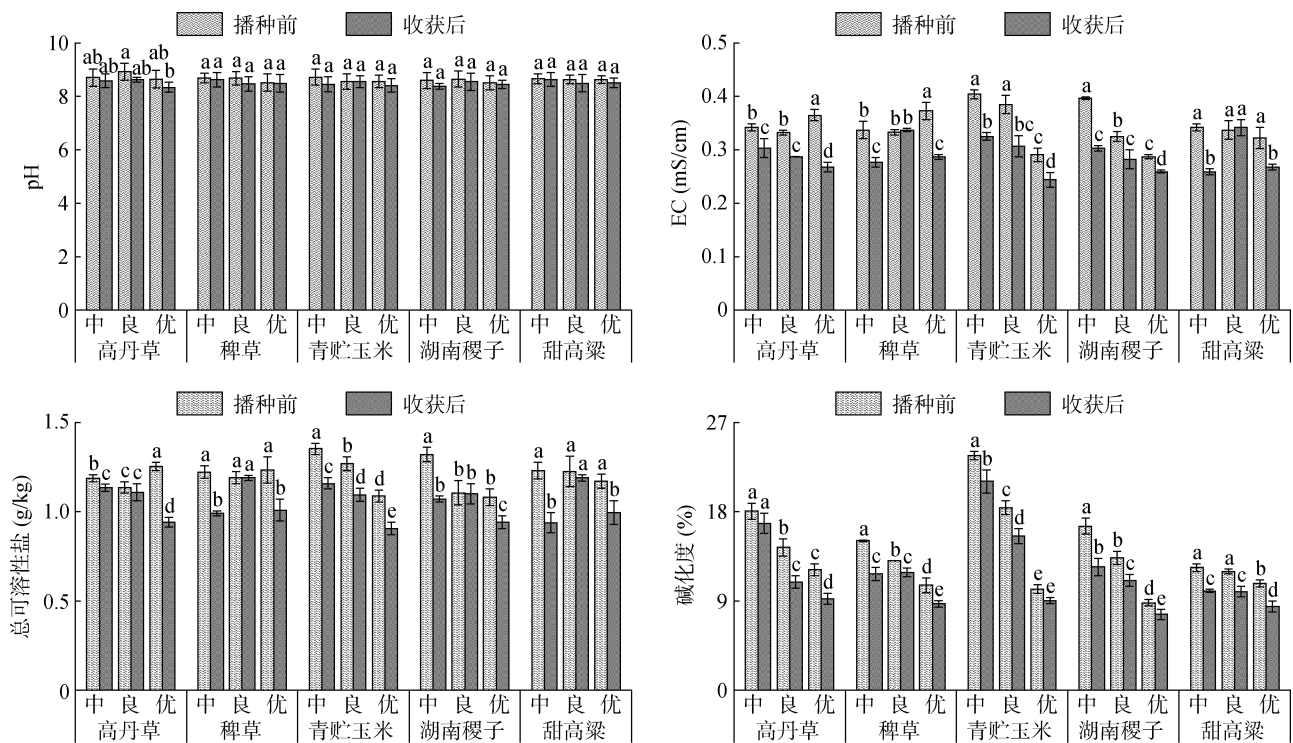 播种前 收获后
pH
10
8
6
4
2
0
ab ab a ab ab b a a a a a a a a a a a a a a a a a a a a a a a a
中 良 优 中 良 优 中 良 优 中 良 优 中 良 优
高丹草 稗草 青贮玉米 湖南稷子 甜高粱
播种前 收获后
EC (mS/cm)
0.5
0.4
0.3
0.2
0.1
0
b c b c a d b c b b a c a b a bc c d a c b c c d a b a a a b
中 良 优 中 良 优 中 良 优 中 良 优 中 良 优
高丹草 稗草 青贮玉米 湖南稷子 甜高粱
播种前 收获后
总可溶性盐 (g/kg)
1.5
1.0
0.5
0
b c c c a d a b a a a b a c b d d e a b b b b c a b a a a b
中 良 优 中 良 优 中 良 优 中 良 优 中 良 优
高丹草 稗草 青贮玉米 湖南稷子 甜高粱
播种前 收获后
碱化度 (%)
27
18
9
0
a a b c c d a c b c d e a b c d e e a b b c d e a c a c b d
中 良 优 中 良 优 中 良 优 中 良 优 中 良 优
高丹草 稗草 青贮玉米 湖南稷子 甜高粱